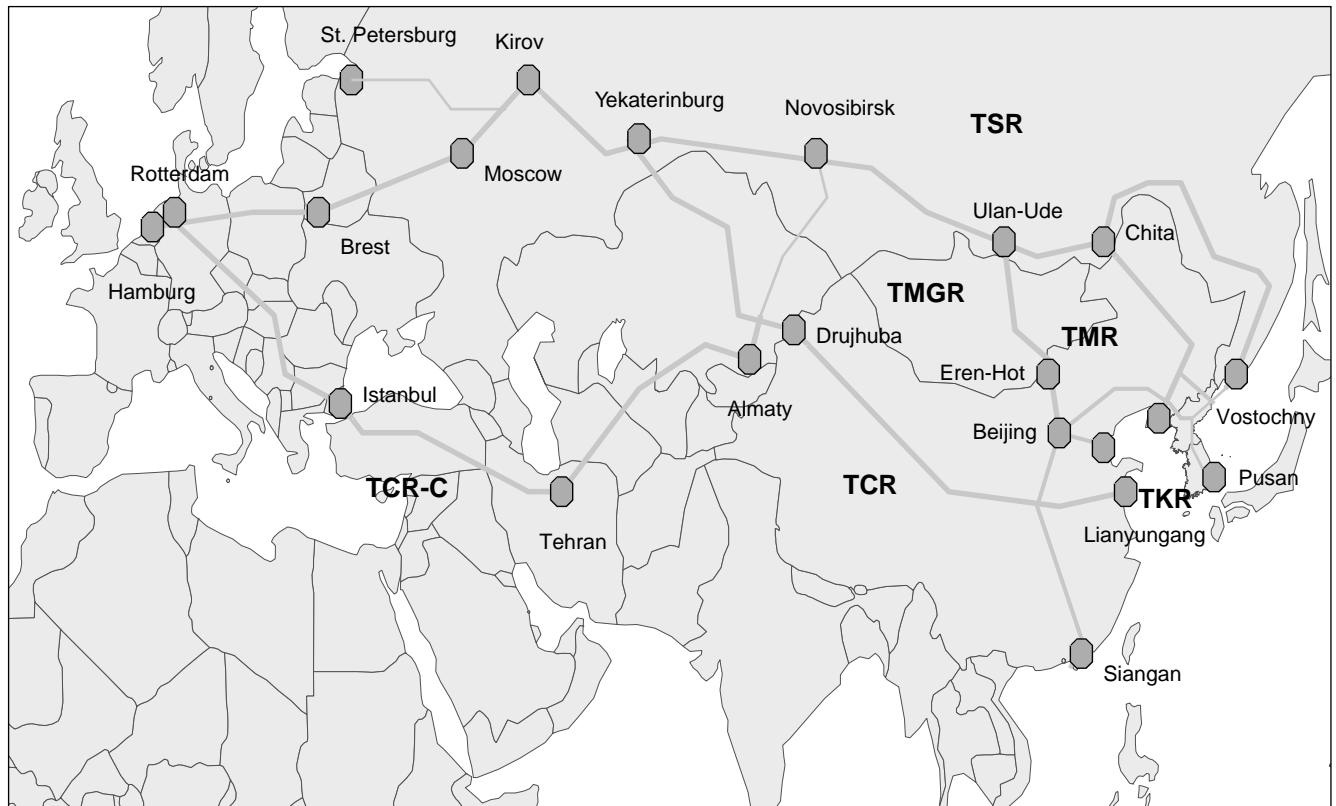 St. Petersburg
Kirov
Yekaterinburg
Novosibirsk
TSR
Rotterdam
Moscow
Ulan-Ude
Chita
Brest
Hamburg
TMGR
Drujhuba
TMR
Eren-Hot
Istanbul
Almaty
Vostochny
Beijing
TCR-C
TCR
Pusan
TKR
Tehran
Lianyungang
Siangan